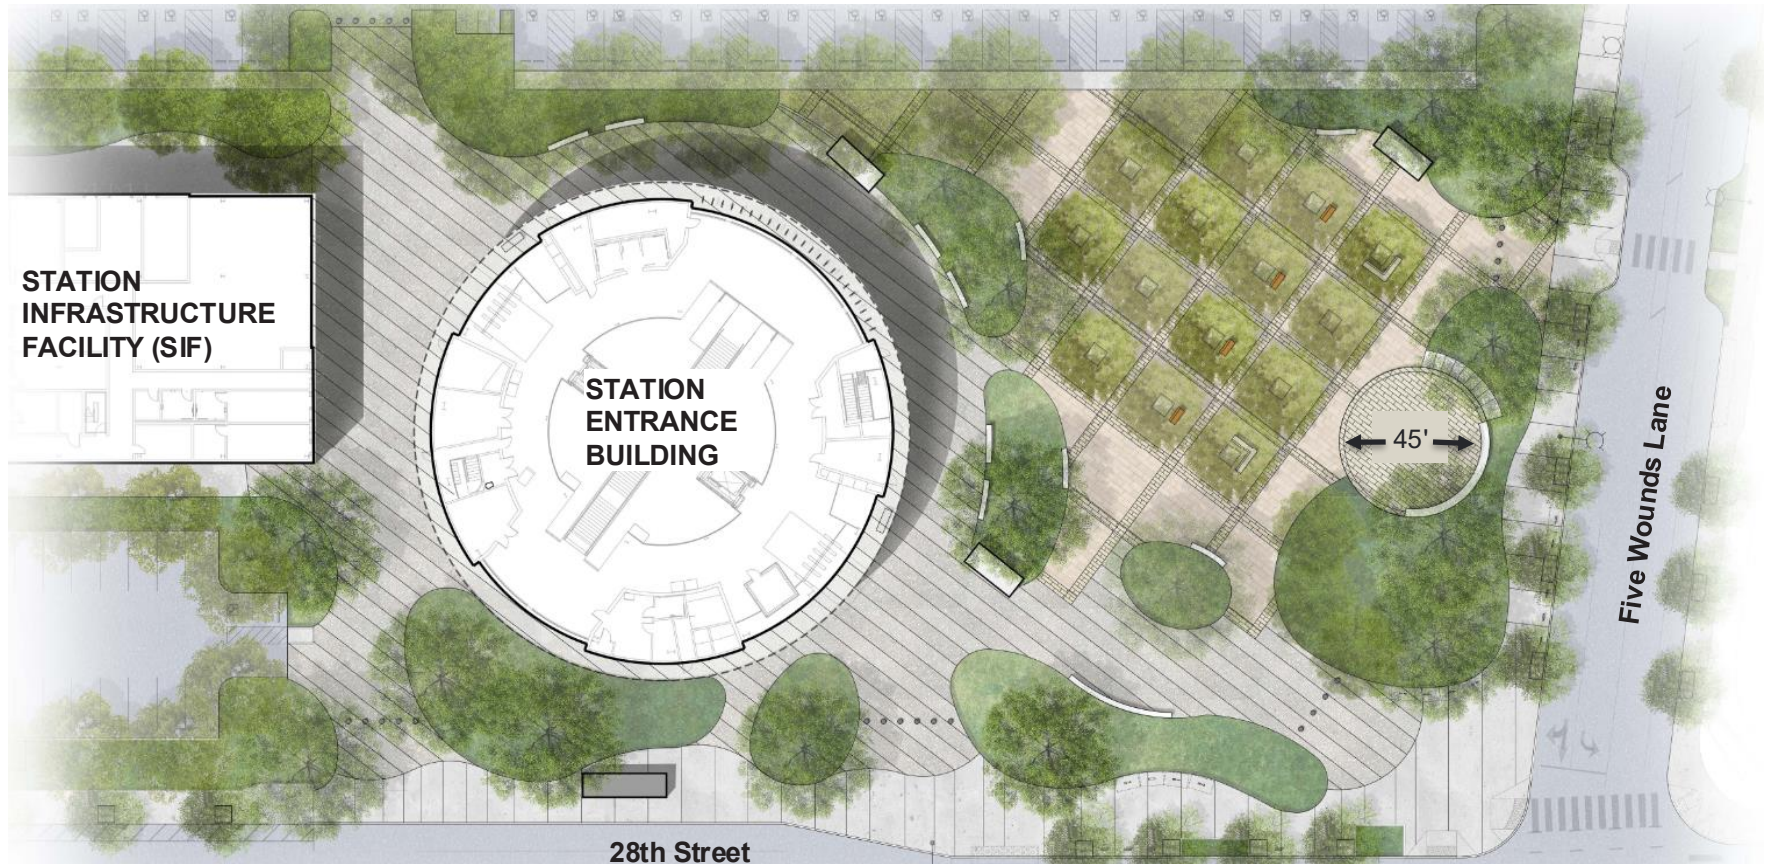 STATION
INFRASTRUCTURE
FACILITY (SIF)
STATION
ENTRANCE
BUILDING
45'
Five Wounds Lane
28th Street